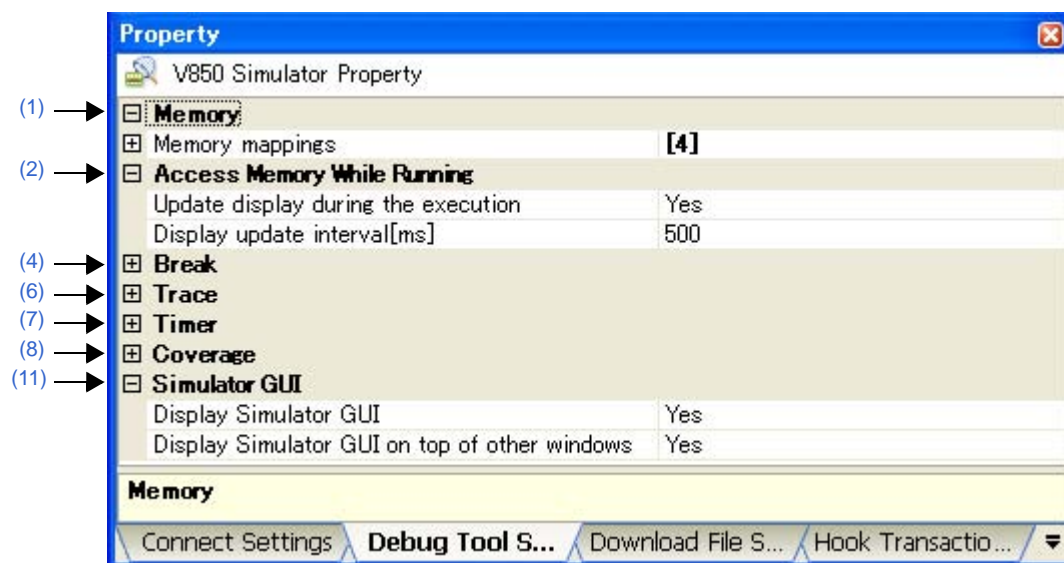 Property
V850 Simulator Property
(1) Memory
Memory mappings [4]
(2) Access Memory While Running
Update display during the execution Yes
Display update interval[ms] 500
(4) Break
(6) Trace
(7) Timer
(8) Coverage
(11) Simulator GUI
Display Simulator GUI Yes
Display Simulator GUI on top of other windows Yes
Memory
Connect Settings Debug Tool S... Download File S... Hook Transactio...